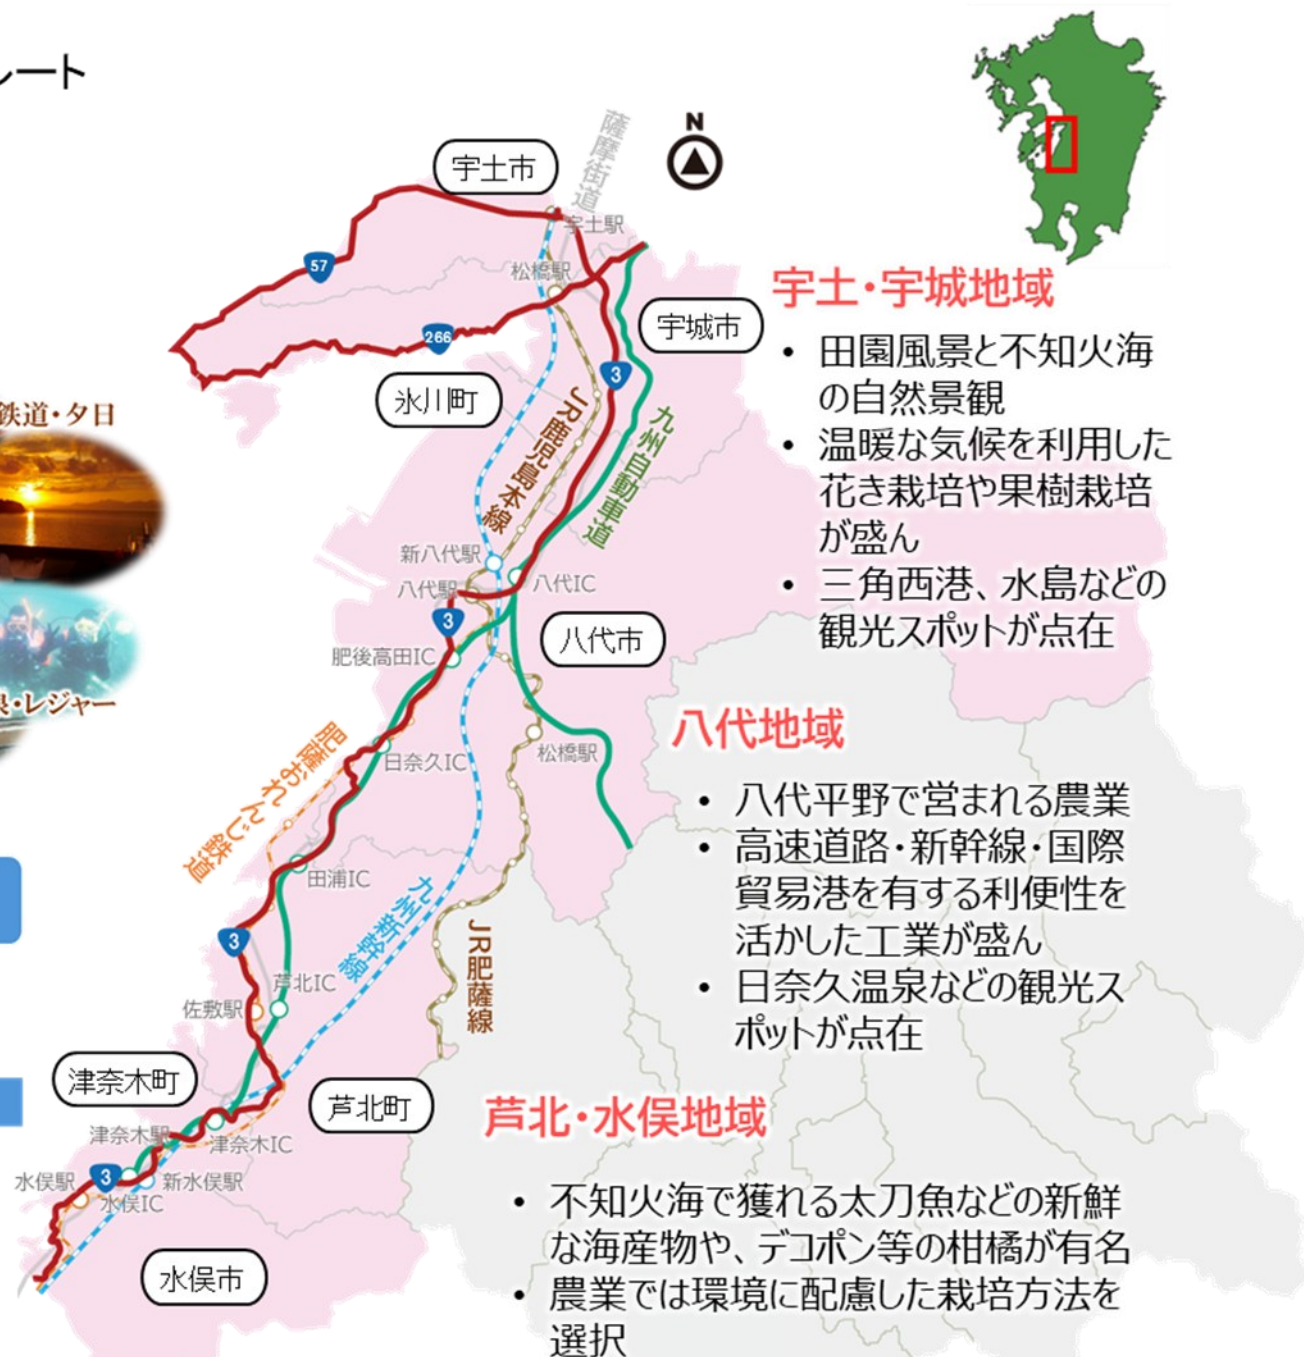 ルート
N
薩摩街道
宇土市
宇土駅
57
松橋駅
宇城市
266
3
氷川町
JR鹿児島本線
九州自動車道
宇土・宇城地域
• 田園風景と不知火海
の自然景観
• 温暖な気候を利用した
花き栽培や果樹栽培
が盛ん
• 三角西港、水島などの
観光スポットが点在
鉄道・夕日
・レジャー
新八代駅
八代駅
八代IC
3
八代市
肥後高田IC
日奈久IC
松橋駅
肥薩おれんじ鉄道
田浦IC
九州新幹線
3
JR肥薩線
芦北IC
佐敷駅
八代地域
• 八代平野で営まれる農業
• 高速道路・新幹線・国際
貿易港を有する利便性を
活かした工業が盛ん
• 日奈久温泉などの観光ス
ポットが点在
津奈木町
芦北町
津奈木駅
津奈木IC
水俣駅
3
新水俣駅
水俣IC
水俣市
芦北・水俣地域
• 不知火海で獲れる太刀魚などの新鮮
な海産物や、デコポン等の柑橘が有名
• 農業では環境に配慮した栽培方法を
選択